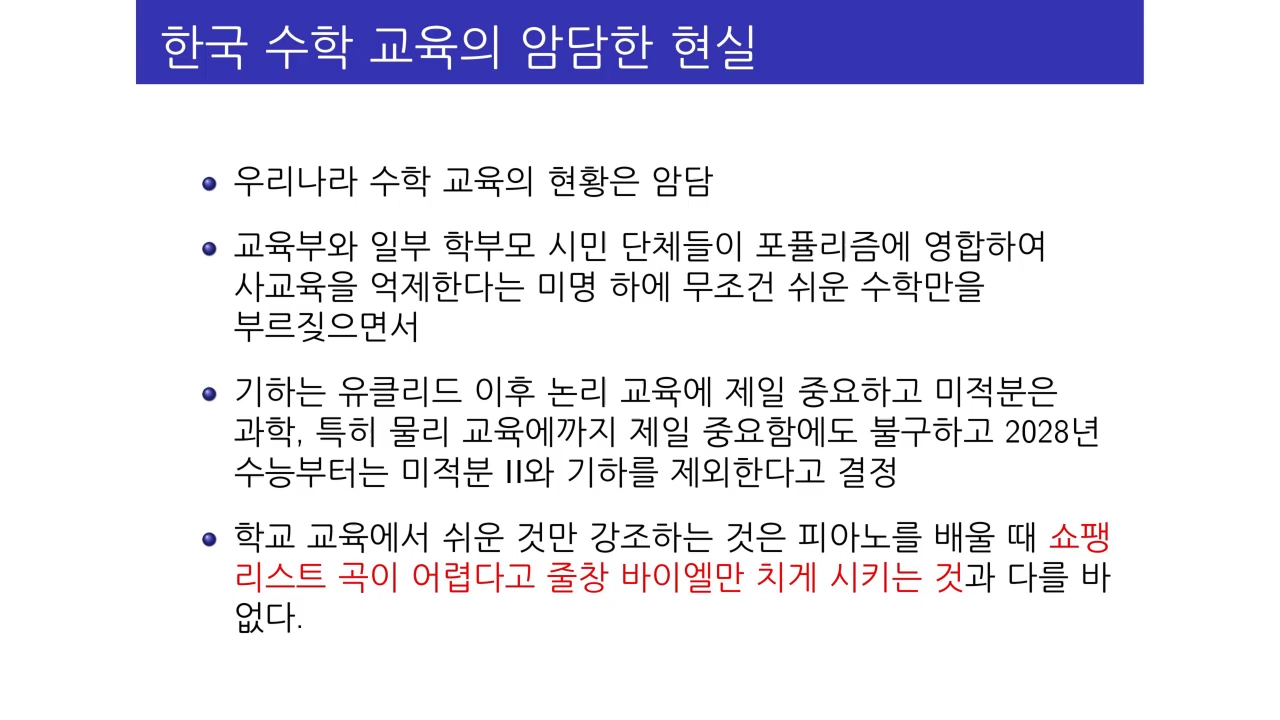 한국 수학 교육의 암담한 현실
우리나라 수학 교육의 현황은 암담
교육부와 일부 학부모 시민 단체들이 포퓰리즘에 영합하여
사교육을 억제한다는 미명 하에 무조건 쉬운 수학만을
부르짖으면서
기하는 유클리드 이후 논리 교육에 제일 중요하고 미적분은
과학, 특히 물리 교육에까지 제일 중요함에도 불구하고 2028년
수능부터는 미적분 II와 기하를 제외한다고 결정
학교 교육에서 쉬운 것만 강조하는 것은 피아노를 배울 때 쇼팽
리스트 곡이 어렵다고 줄창 바이엘만 치게 시키는 것과 다를 바
없다.